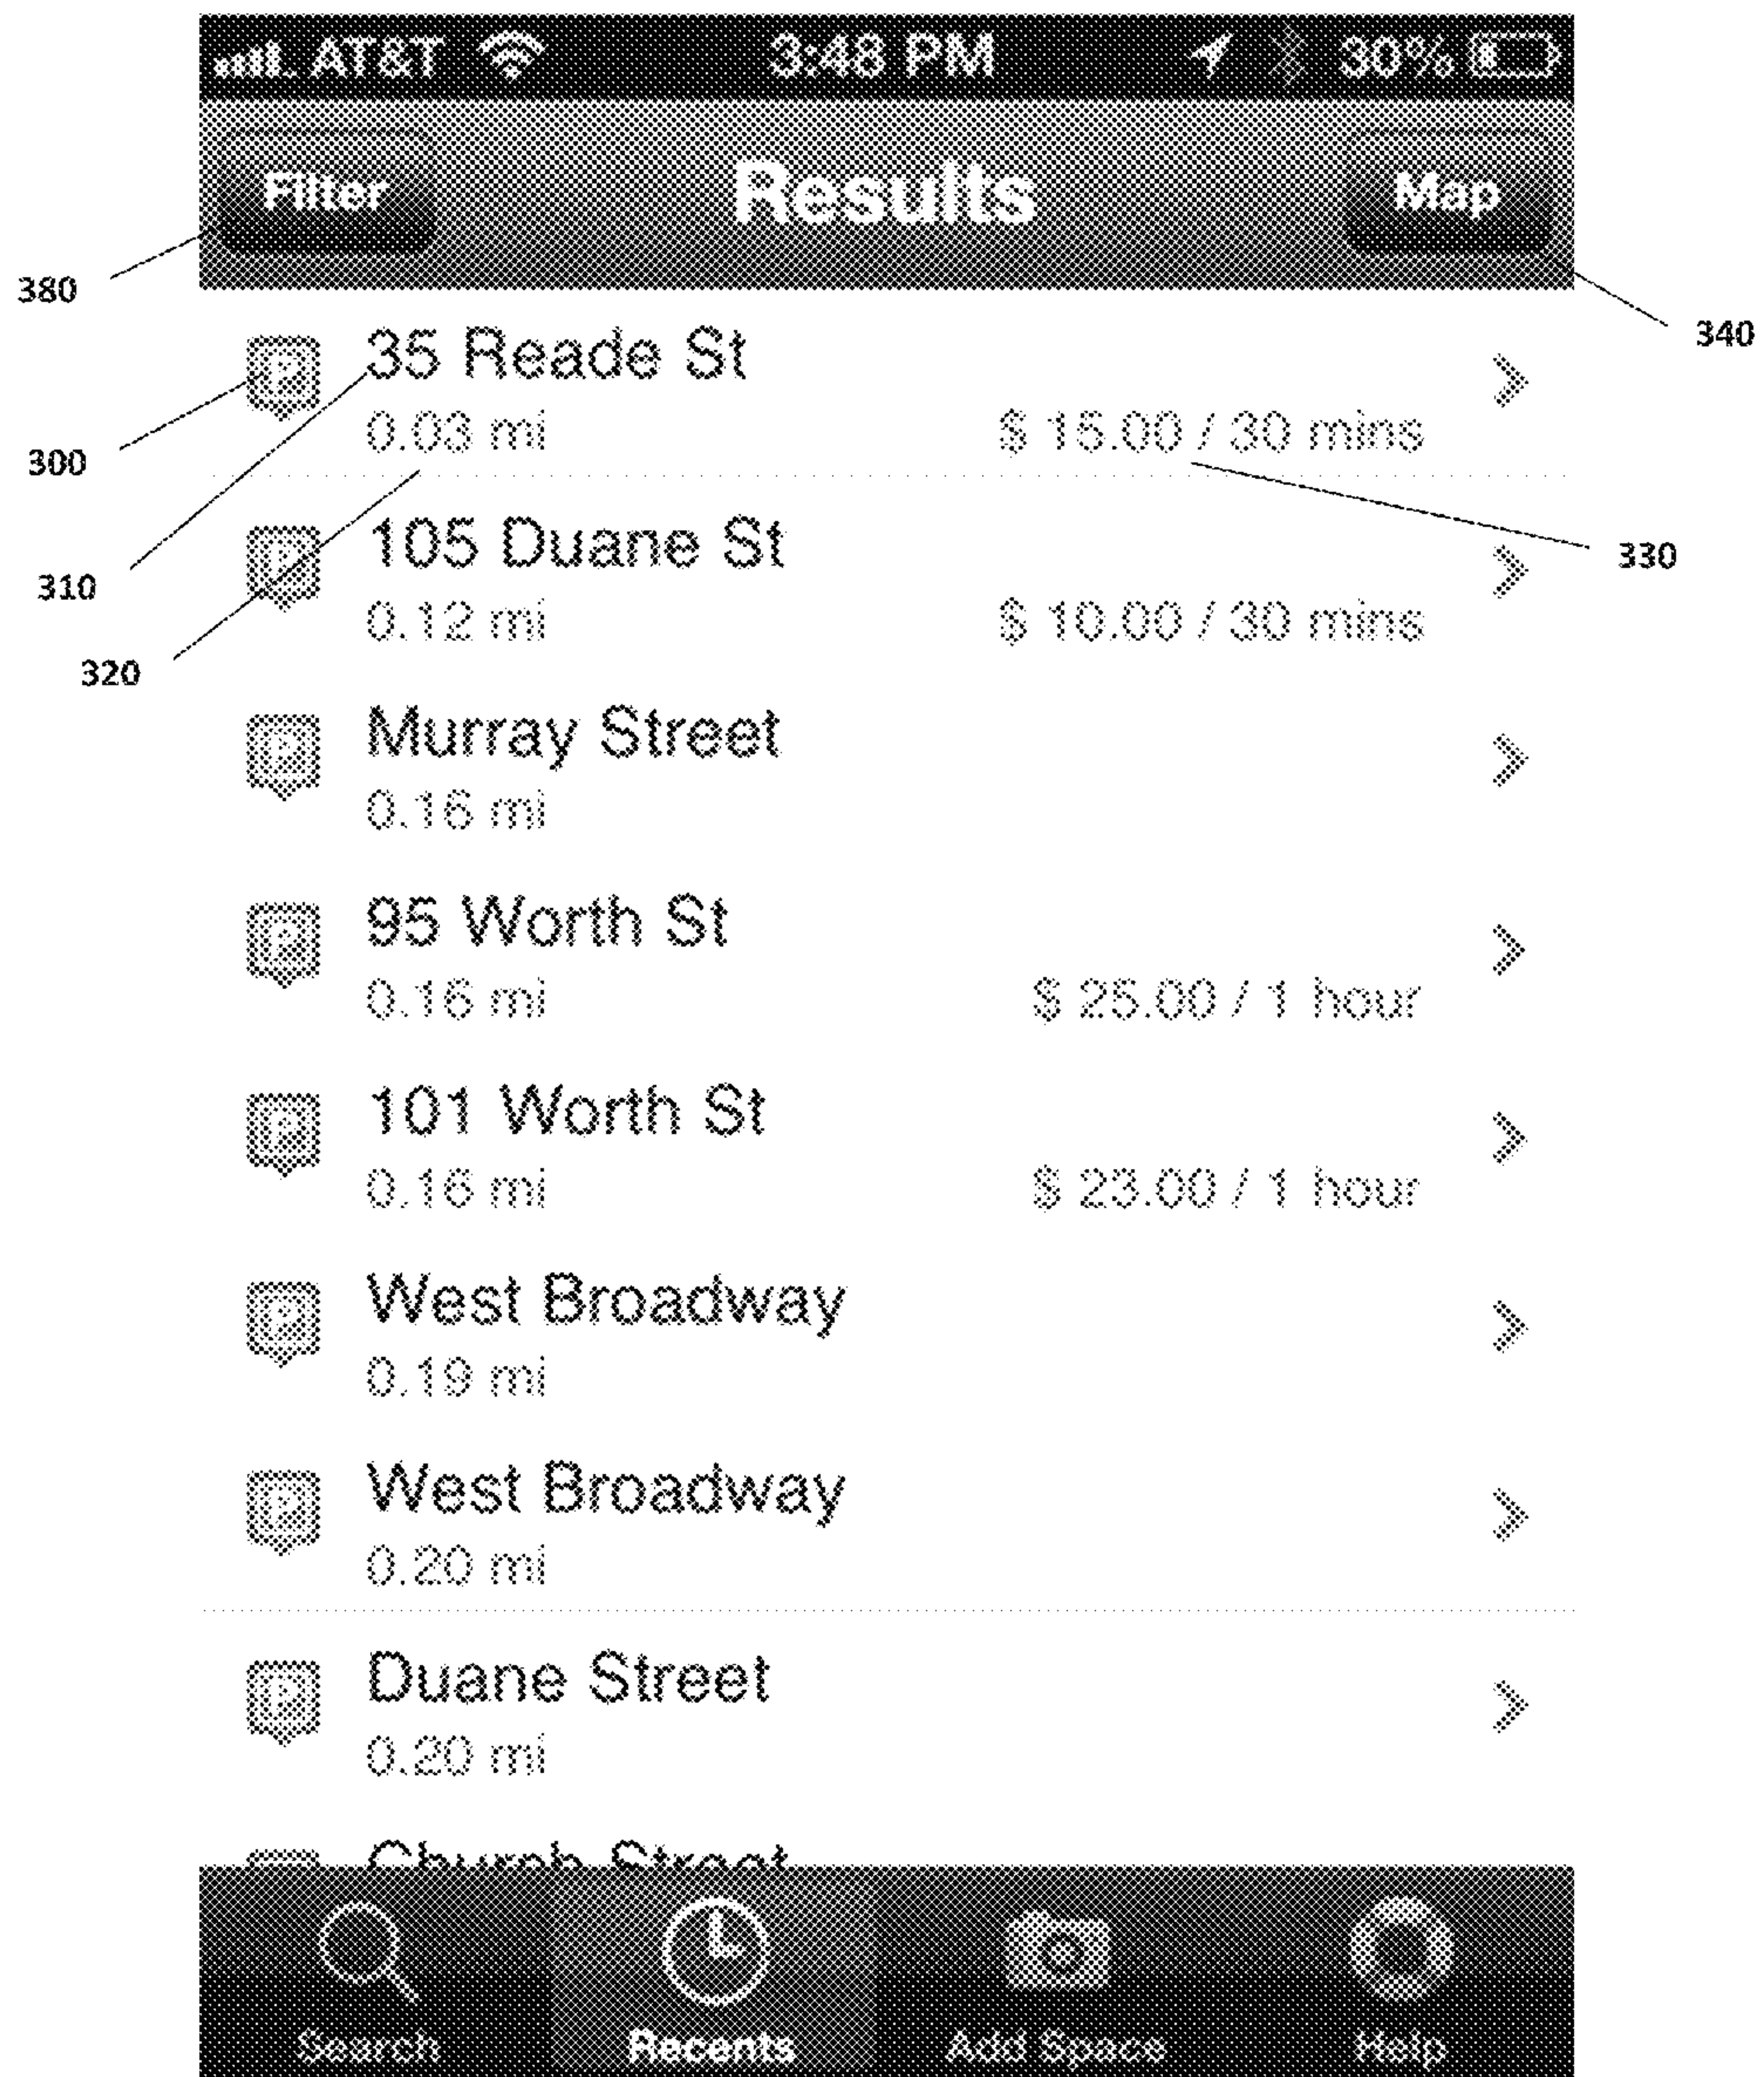 AT&T 3:48 PM 30%
Filter Results Map
380
340
P 35 Reade St
0.03 mi $ 15.00 / 30 mins
300
P 105 Duane St
330
310
0.12 mi $ 10.00 / 30 mins
320
P Murray Street
0.16 mi
P 95 Worth St
0.16 mi $ 25.00 / 1 hour
P 101 Worth St
0.16 mi $ 23.00 / 1 hour
P West Broadway
0.19 mi
P West Broadway
0.20 mi
P Duane Street
0.20 mi
Church Street
Search Recents Add Space Help